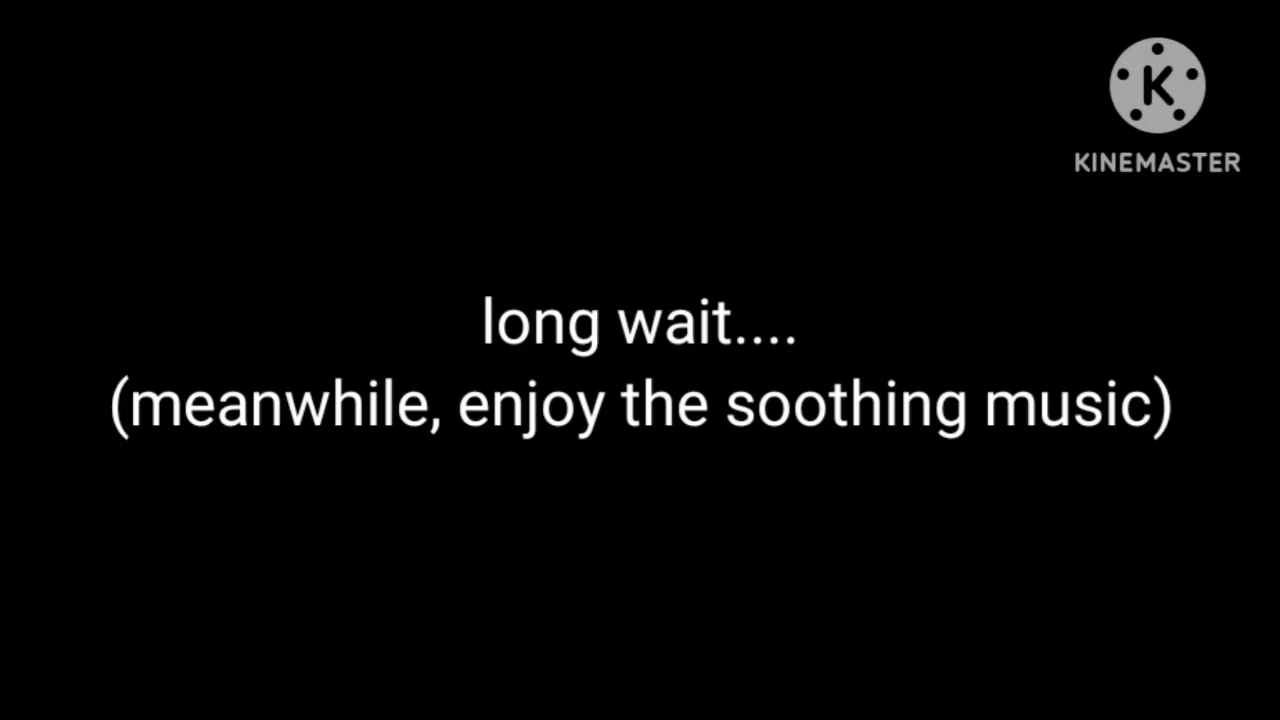 K
KINEMASTER
long wait....
(meanwhile, enjoy the soothing music)